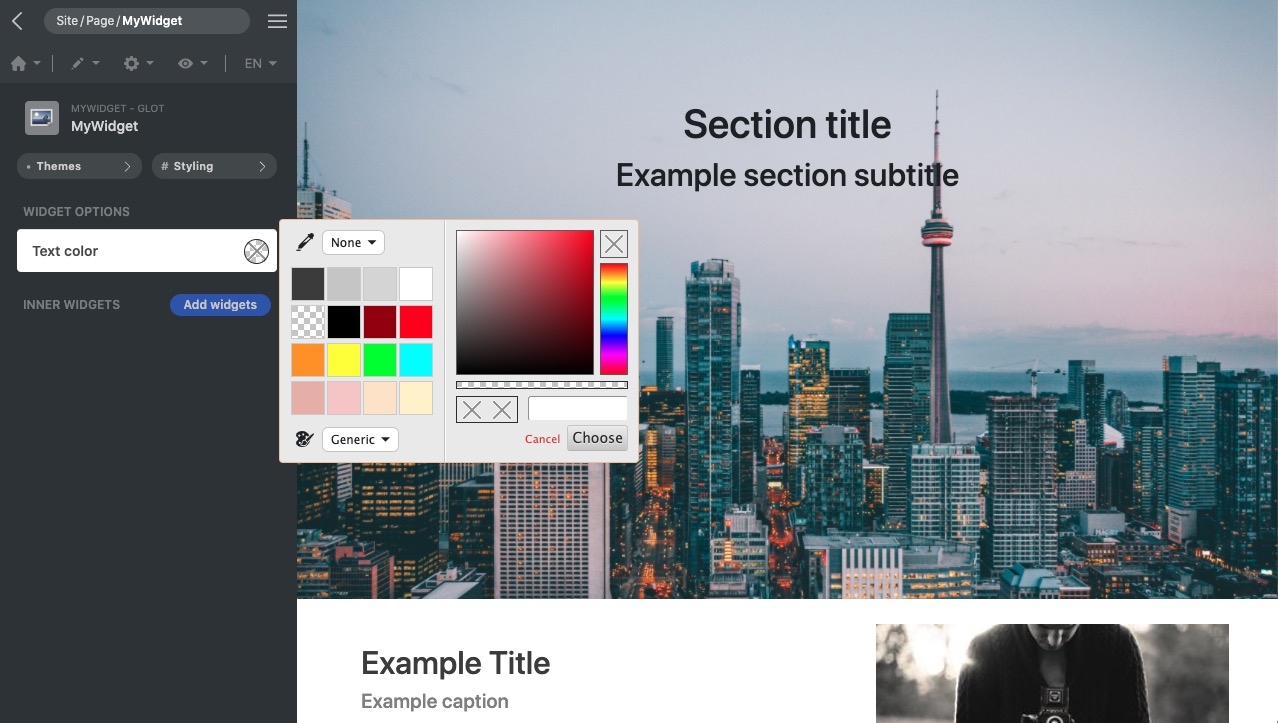 Site / Page / MyWidget
EN
MYWIDGET - GLOT
MyWidget
Themes
# Styling
WIDGET OPTIONS
Text color
INNER WIDGETS
Add widgets
None
Generic
Cancel
Choose
Section title
Example section subtitle
Example Title
Example caption